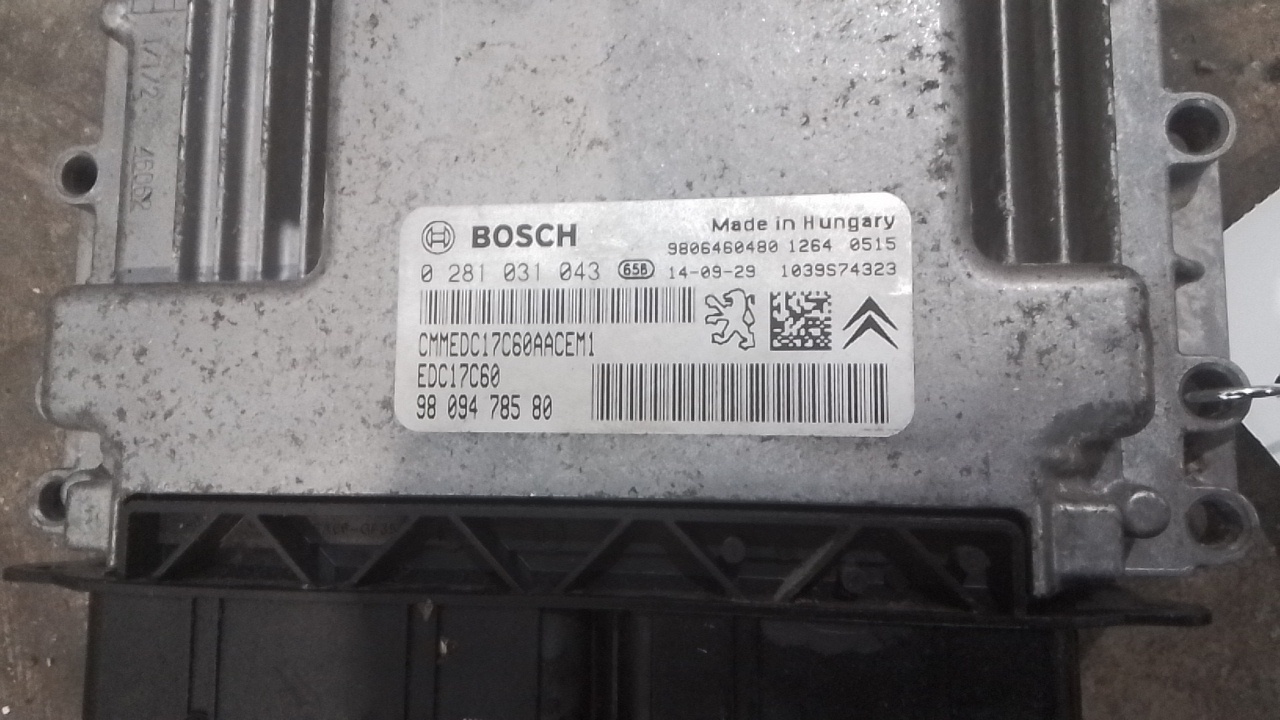 BOSCH
Made in Hungary
9806460480 1264 0515
0 281 031 043 65B 14-09-29 1039S74323
CMMEDC17C60AACEM1
EDC17C60
98 094 785 80